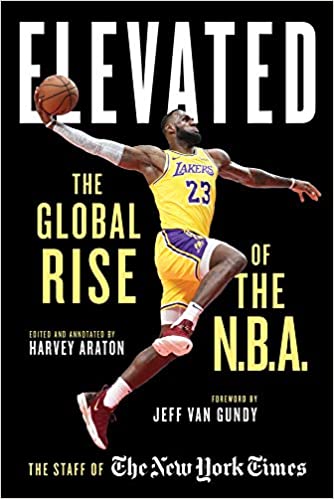 ELEVATED
THE
GLOBAL
RISE
LAKERS
23
OF
THE
N.B.A.
EDITED AND ANNOTATED BY
HARVEY ARATON
FOREWORD BY
JEFF VAN GUNDY
THE STAFF OF The New York Times